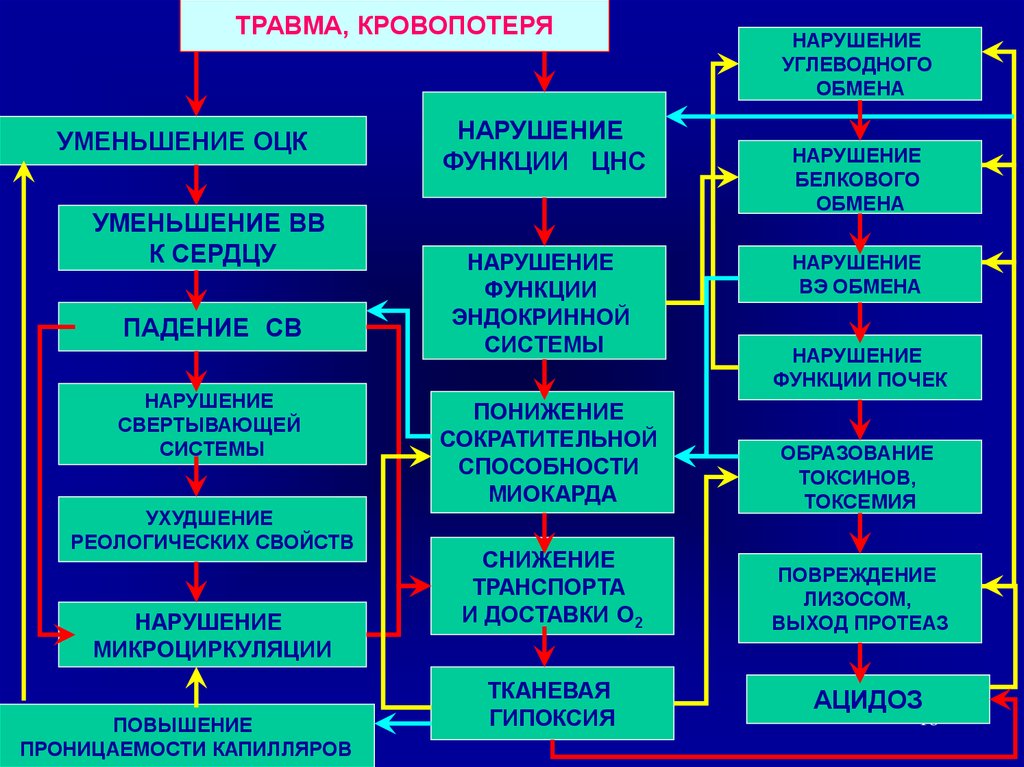 ТРАВМА, КРОВОПОТЕРЯ
УМЕНЬШЕНИЕ ОЦК
УМЕНЬШЕНИЕ ВВ
К СЕРДЦУ
ПАДЕНИЕ СВ
НАРУШЕНИЕ
СВЕРТЫВАЮЩЕЙ
СИСТЕМЫ
УХУДШЕНИЕ
РЕОЛОГИЧЕСКИХ СВОЙСТВ
НАРУШЕНИЕ
МИКРОЦИРКУЛЯЦИИ
ПОВЫШЕНИЕ
ПРОНИЦАЕМОСТИ КАПИЛЛЯРОВ
НАРУШЕНИЕ
ФУНКЦИИ ЦНС
НАРУШЕНИЕ
ФУНКЦИИ
ЭНДОКРИННОЙ
СИСТЕМЫ
ПОНИЖЕНИЕ
СОКРАТИТЕЛЬНОЙ
СПОСОБНОСТИ
МИОКАРДА
СНИЖЕНИЕ
ТРАНСПОРТА
И ДОСТАВКИ О2
ТКАНЕВАЯ
ГИПОКСИЯ
НАРУШЕНИЕ
УГЛЕВОДНОГО
ОБМЕНА
НАРУШЕНИЕ
БЕЛКОВОГО
ОБМЕНА
НАРУШЕНИЕ
ВЭ ОБМЕНА
НАРУШЕНИЕ
ФУНКЦИИ ПОЧЕК
ОБРАЗОВАНИЕ
ТОКСИНОВ,
ТОКСЕМИЯ
ПОВРЕЖДЕНИЕ
ЛИЗОСОМ,
ВЫХОД ПРОТЕАЗ
АЦИДОЗ